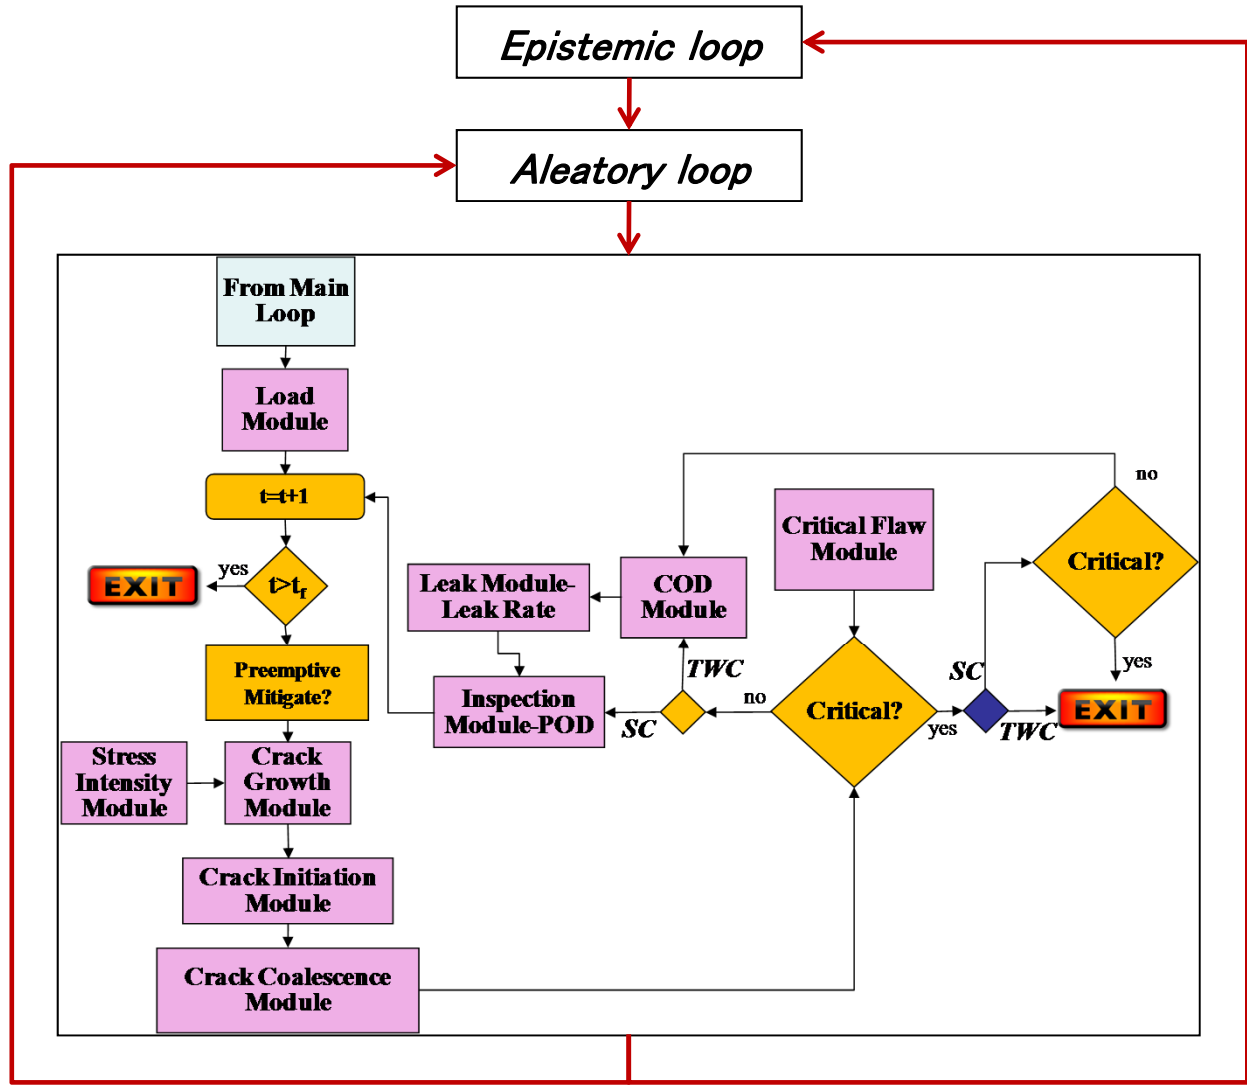 Epistemic loop
Aleatory loop
From Main
Loop
Load
Module
t=t+1
yes
EXIT
t>tf
Preemptive
Mitigate?
Stress
Intensity
Module
Crack
Growth
Module
Crack Initiation
Module
Crack Coalescence
Module
Leak Module-
Leak Rate
Inspection
Module-POD
COD
Module
TWC
SC
no
Critical Flaw
Module
Critical?
yes
SC
TWC
no
Critical?
yes
EXIT